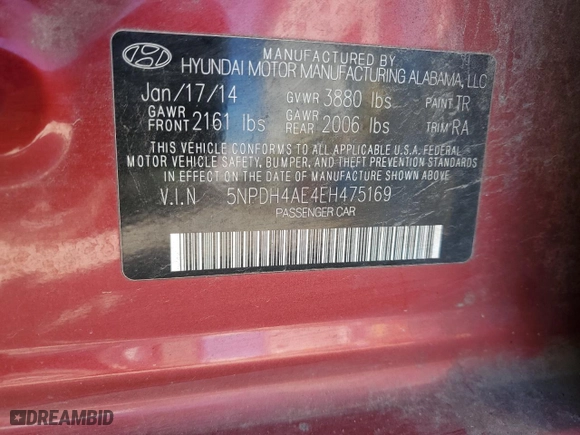 MANUFACTURED BY
HYUNDAI MOTOR MANUFACTURING ALABAMA, LLC
Jan/17/14 GVWR 3880 lbs PAINT TR
GAWR FRONT 2161 lbs GAWR REAR 2006 lbs TRIM RA
THIS VEHICLE CONFORMS TO ALL APPLICABLE U.S.A. FEDERAL
MOTOR VEHICLE SAFETY, BUMPER, AND THEFT PREVENTION STANDARDS
IN EFFECT ON THE DATE OF MANUFACTURE SHOWN ABOVE
V.I.N 5NPDH4AE4EH475169
PASSENGER CAR
DREAMBID